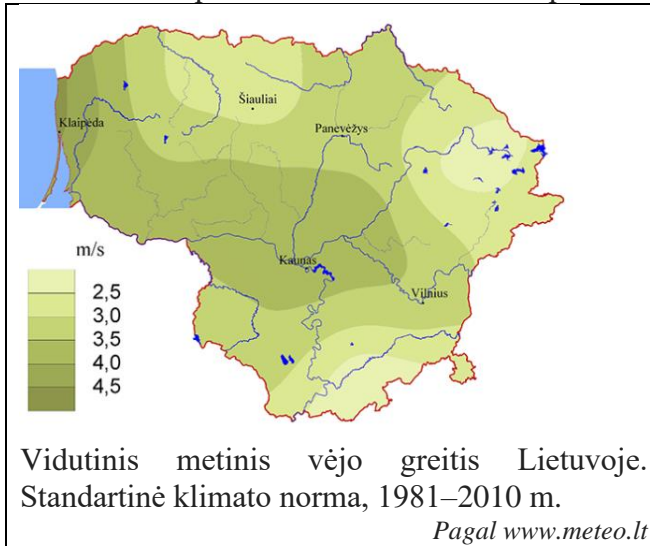 Šiauliai
Klaipėda
Panevėžys
m/s
Kaunas
2,5
Vilnius
3,0
3,5
4,0
4,5
Vidutinis metinis vėjo greitis Lietuvoje.
Standartinė klimato norma, 1981–2010 m.
Pagal www.meteo.lt